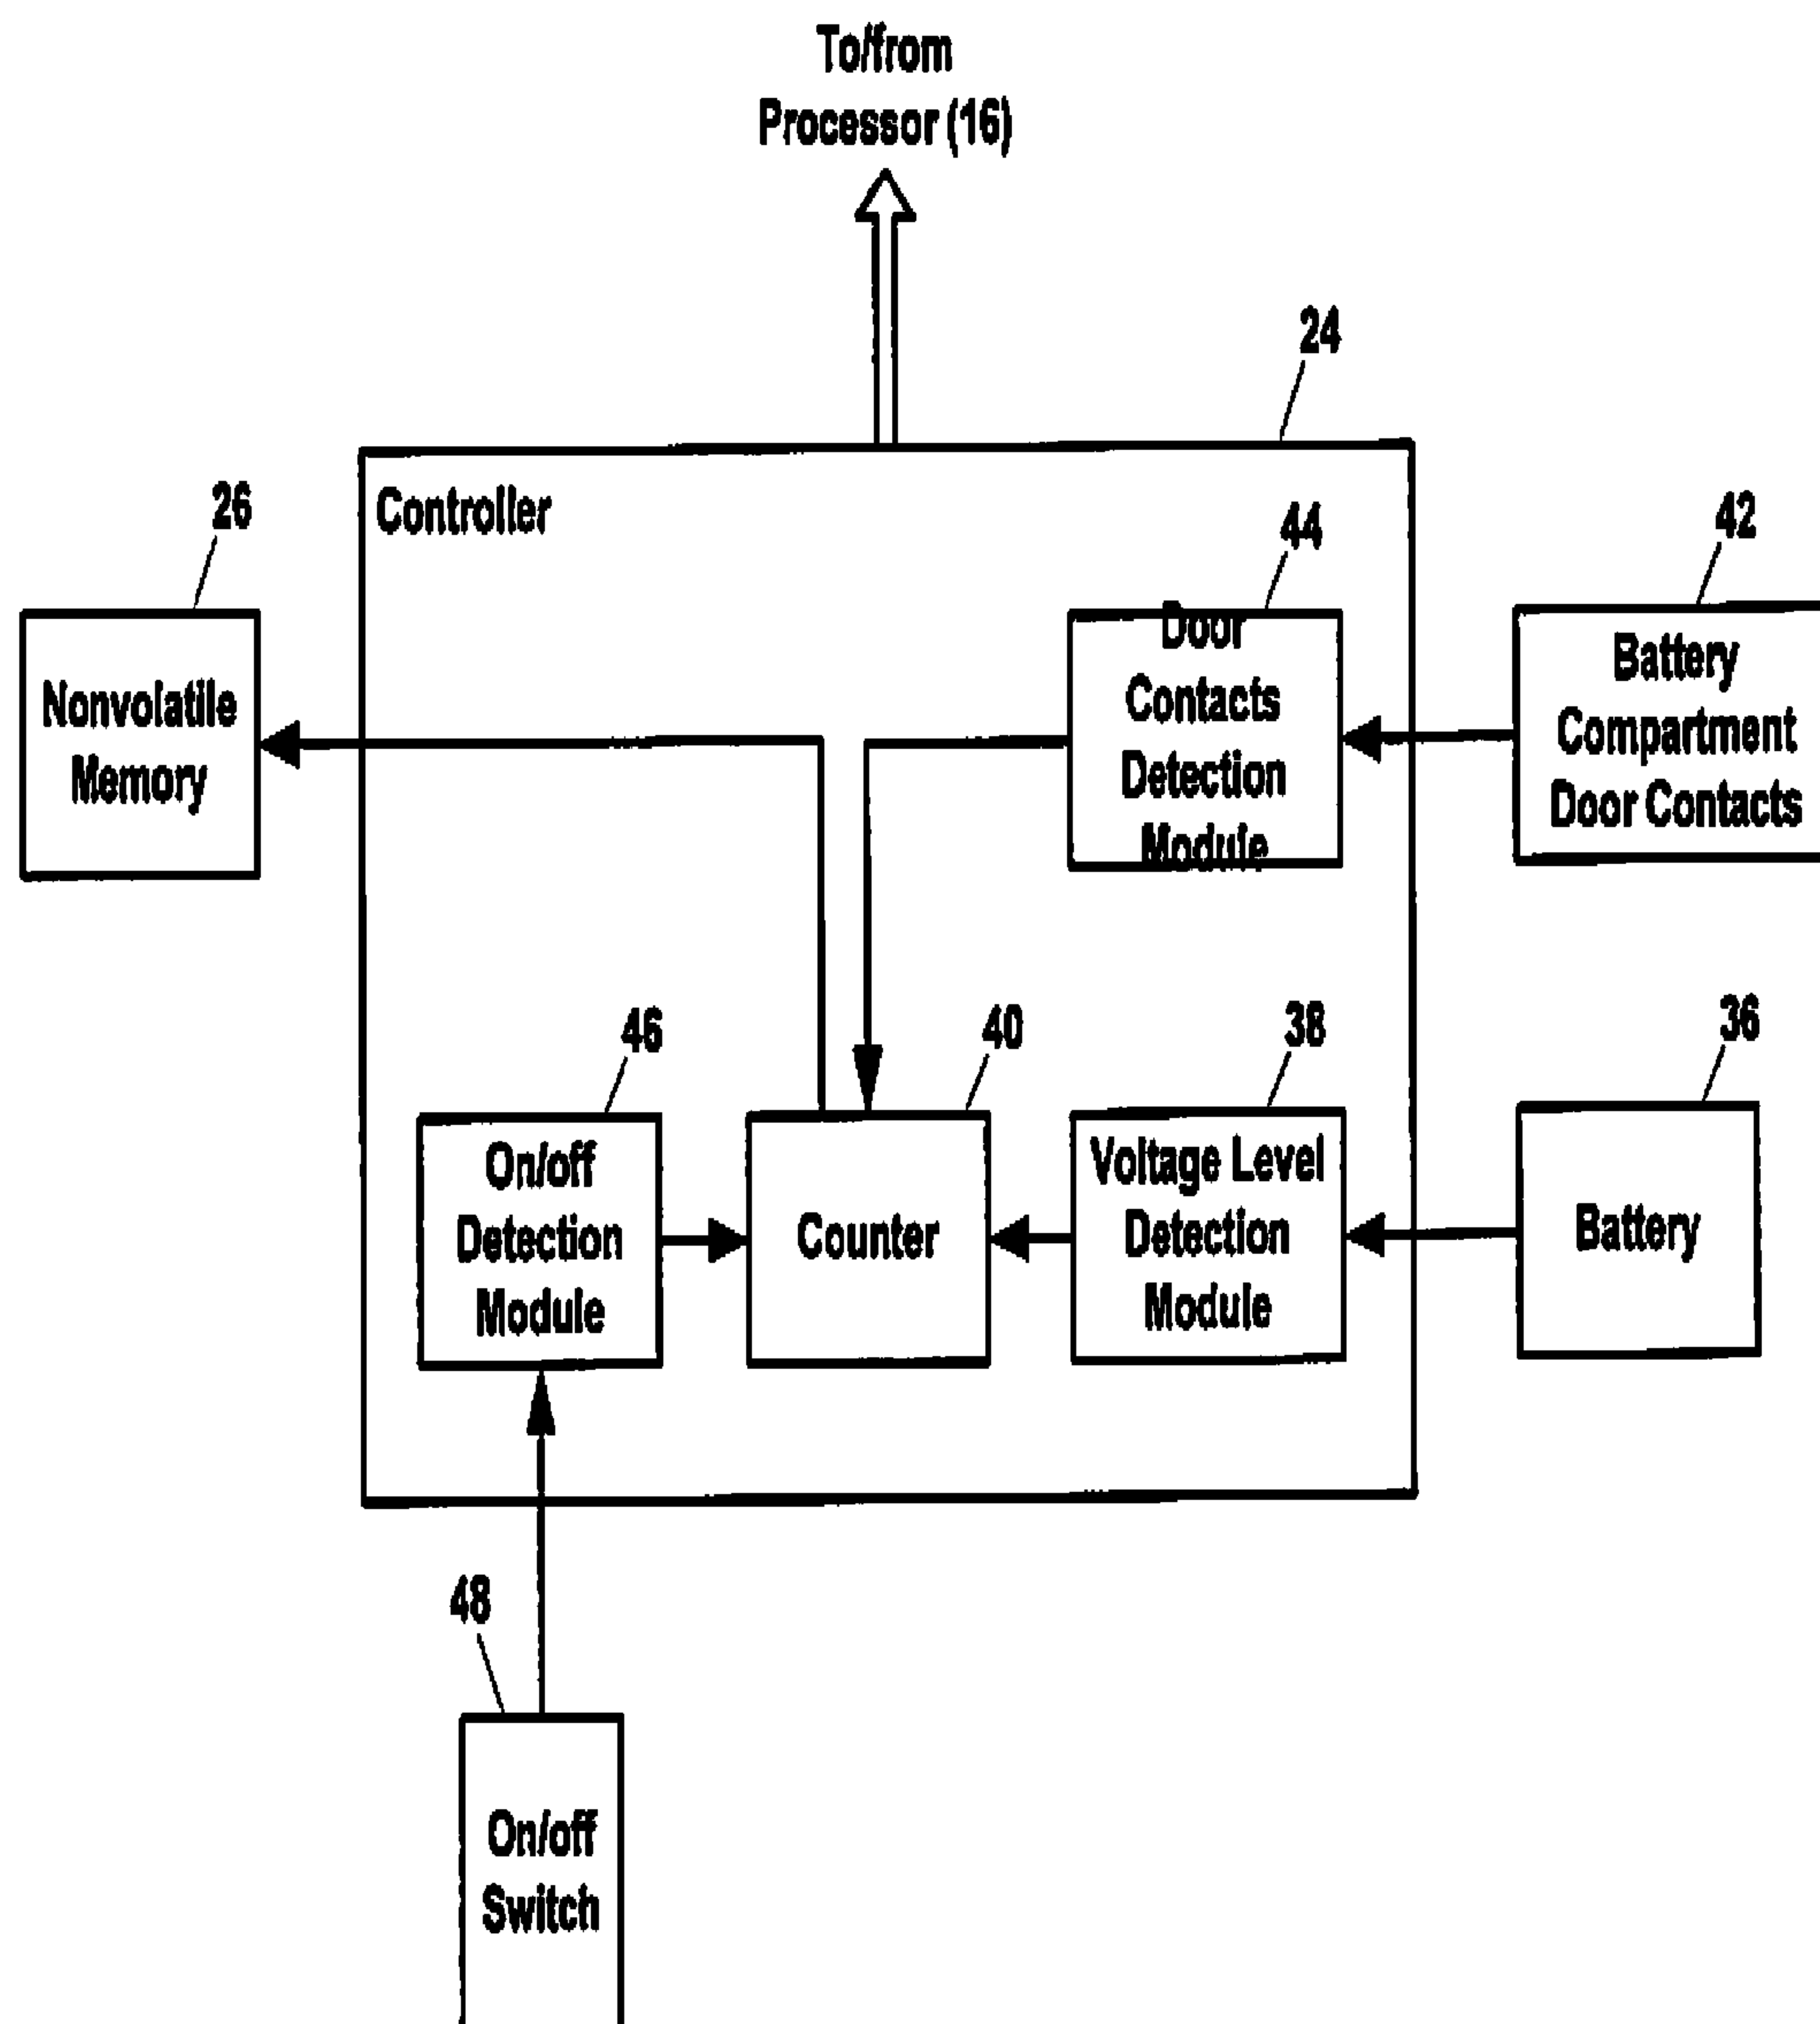 To/from
Processor (16)
24
Controller
26
Nonvolatile
Memory
44
Door
Contacts
Detection
Module
42
Battery
Compartment
Door Contacts
46
On/off
Detection
Module
40
Counter
38
Voltage Level
Detection
Module
36
Battery
48
On/off
Switch